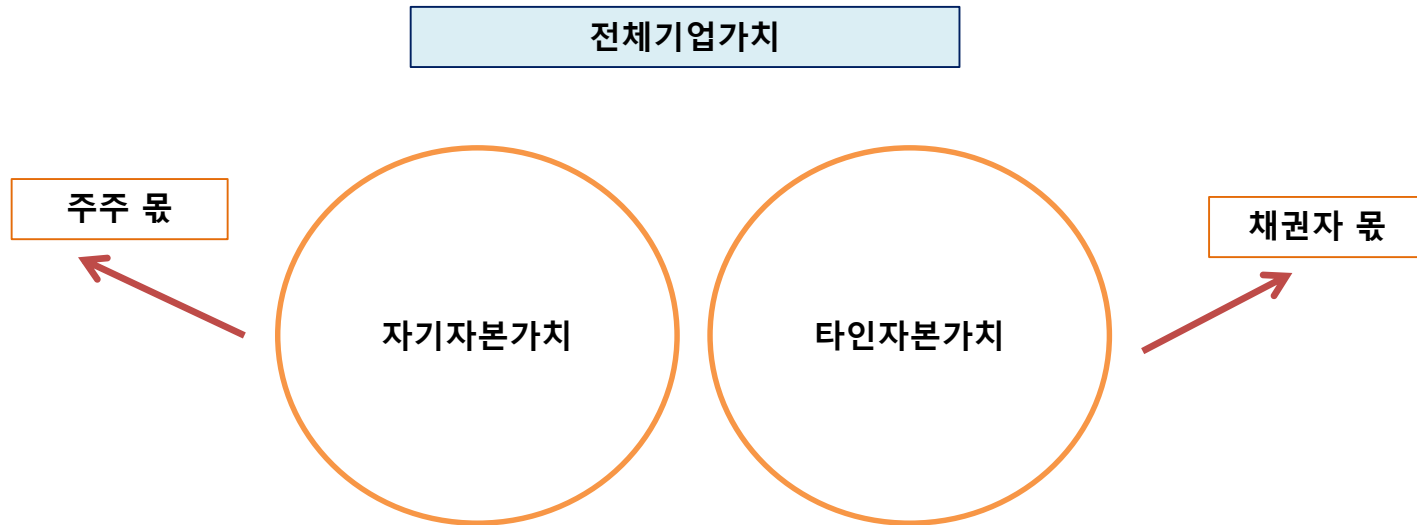 전체기업가치
주주 몫
채권자 몫
자기자본가치
타인자본가치